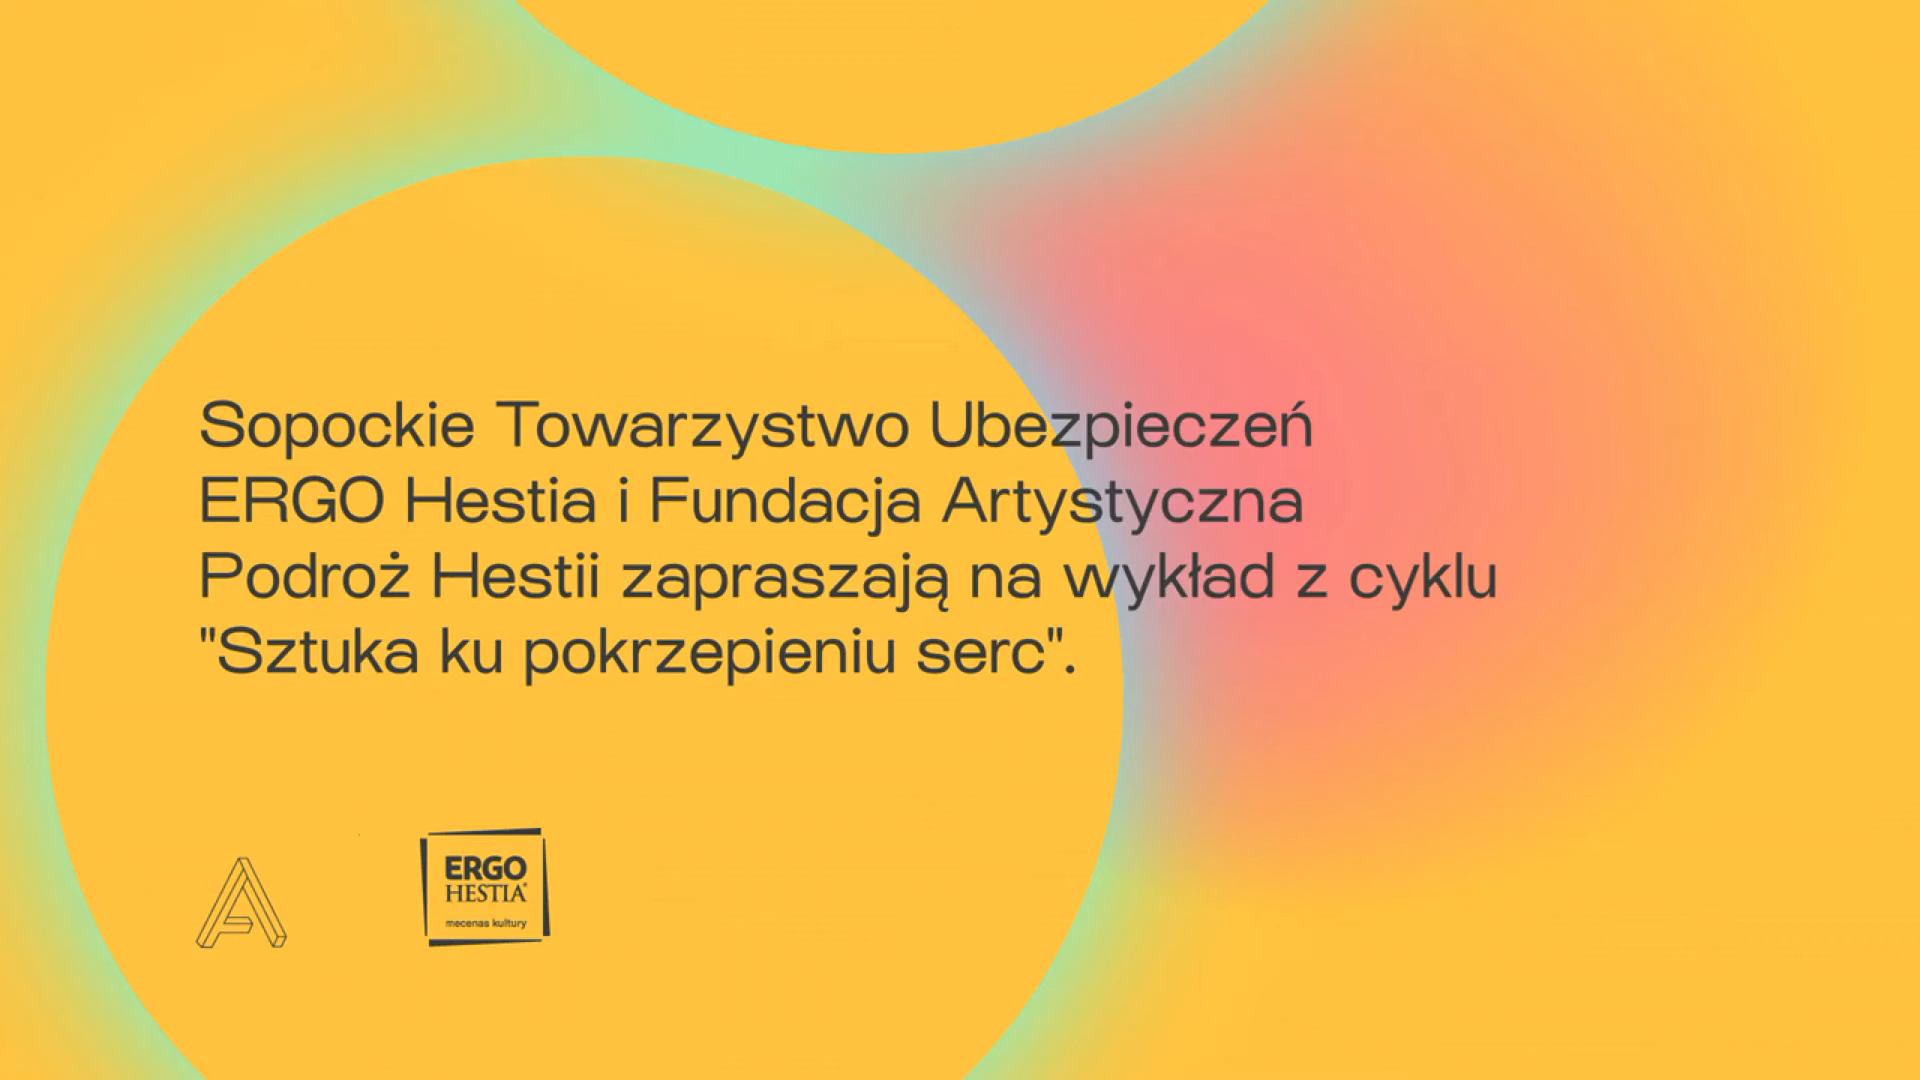 Sopockie Towarzystwo Ubezpieczeń
ERGO Hestia i Fundacja Artystyczna
Podroż Hestii zapraszają na wykład z cyklu
"Sztuka ku pokrzepieniu serc".
ERGO
HESTIA®
mecenas kultury